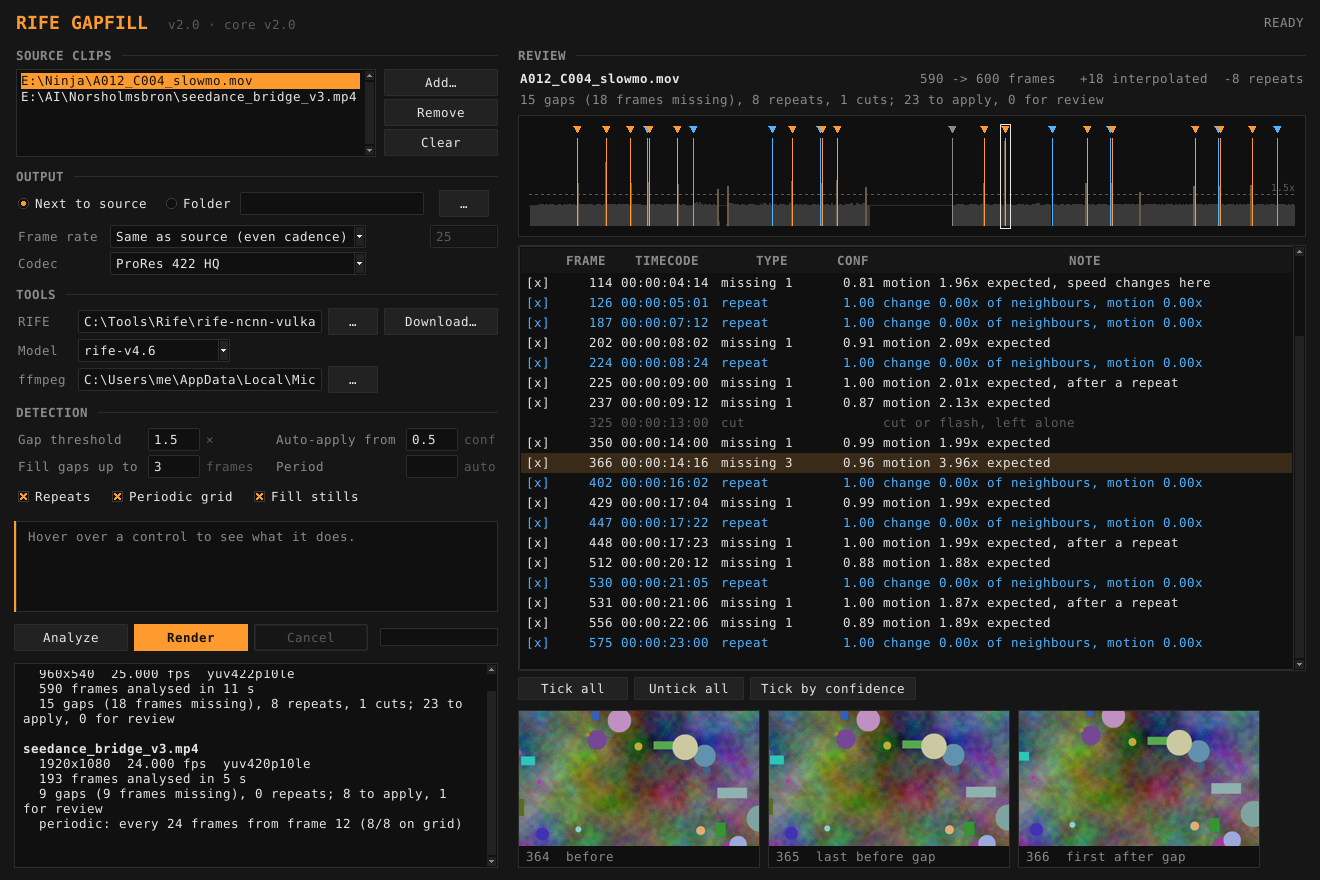 RIFE GAPFILL v2.0 · core v2.0
READY
SOURCE CLIPS
E:\Ninja\A012_C004_slowmo.mov
E:\AI\Norsholmsbron\seedance_bridge_v3.mp4
Add…
Remove
Clear
OUTPUT
Next to source Folder …
Frame rate Same as source (even cadence) 25
Codec ProRes 422 HQ
TOOLS
RIFE C:\Tools\Rife\rife-ncnn-vulka … Download…
Model rife-v4.6
ffmpeg C:\Users\me\AppData\Local\Mic …
DETECTION
Gap threshold 1.5 × Auto-apply from 0.5 conf
Fill gaps up to 3 frames Period auto
Repeats Periodic grid Fill stills
Hover over a control to see what it does.
Analyze Render Cancel
960x540 25.000 fps yuv422p10le
590 frames analysed in 11 s
15 gaps (18 frames missing), 8 repeats, 1 cuts; 23 to
apply, 0 for review
seedance_bridge_v3.mp4
1920x1080 24.000 fps yuv420p10le
193 frames analysed in 5 s
9 gaps (9 frames missing), 0 repeats; 8 to apply, 1
for review
periodic: every 24 frames from frame 12 (8/8 on grid)
REVIEW
A012_C004_slowmo.mov 590 -> 600 frames +18 interpolated -8 repeats
15 gaps (18 frames missing), 8 repeats, 1 cuts; 23 to apply, 0 for review
1.5x
FRAME TIMECODE TYPE CONF NOTE
[x] 114 00:00:04:14 missing 1 0.81 motion 1.96x expected, speed changes here
[x] 126 00:00:05:01 repeat 1.00 change 0.00x of neighbours, motion 0.00x
[x] 187 00:00:07:12 repeat 1.00 change 0.00x of neighbours, motion 0.00x
[x] 202 00:00:08:02 missing 1 0.91 motion 2.09x expected
[x] 224 00:00:08:24 repeat 1.00 change 0.00x of neighbours, motion 0.00x
[x] 225 00:00:09:00 missing 1 1.00 motion 2.01x expected, after a repeat
[x] 237 00:00:09:12 missing 1 0.87 motion 2.13x expected
325 00:00:13:00 cut cut or flash, left alone
[x] 350 00:00:14:00 missing 1 0.99 motion 1.99x expected
[x] 366 00:00:14:16 missing 3 0.96 motion 3.96x expected
[x] 402 00:00:16:02 repeat 1.00 change 0.00x of neighbours, motion 0.00x
[x] 429 00:00:17:04 missing 1 0.99 motion 1.99x expected
[x] 447 00:00:17:22 repeat 1.00 change 0.00x of neighbours, motion 0.00x
[x] 448 00:00:17:23 missing 1 1.00 motion 1.99x expected, after a repeat
[x] 512 00:00:20:12 missing 1 0.88 motion 1.88x expected
[x] 530 00:00:21:05 repeat 1.00 change 0.00x of neighbours, motion 0.00x
[x] 531 00:00:21:06 missing 1 1.00 motion 1.87x expected, after a repeat
[x] 556 00:00:22:06 missing 1 0.89 motion 1.89x expected
[x] 575 00:00:23:00 repeat 1.00 change 0.00x of neighbours, motion 0.00x
Tick all Untick all Tick by confidence
364 before
365 last before gap
366 first after gap